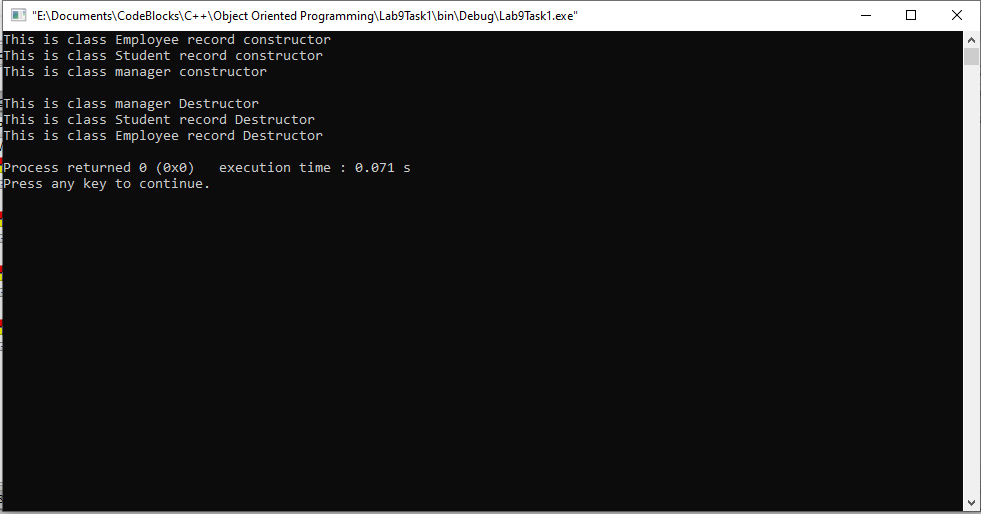 "E:\Documents\CodeBlocks\C++\Object Oriented Programming\Lab9Task1\bin\Debug\Lab9Task1.exe"
This is class Employee record constructor
This is class Student record constructor
This is class manager constructor
This is class manager Destructor
This is class Student record Destructor
This is class Employee record Destructor
Process returned 0 (0x0)   execution time : 0.071 s
Press any key to continue.